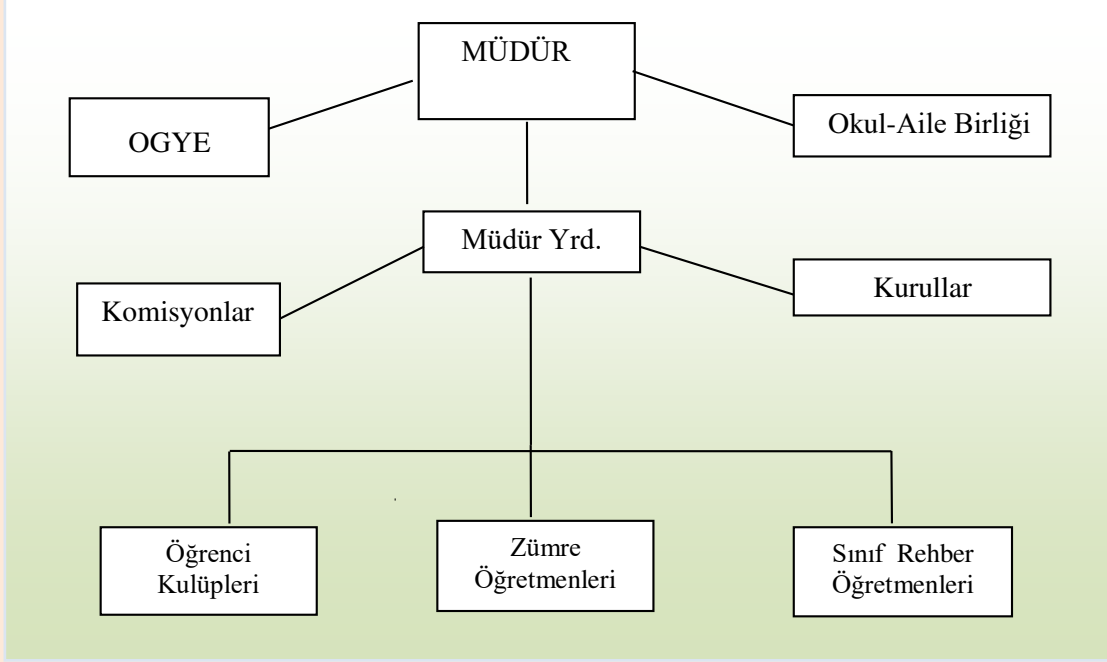 MÜDÜR
OGYE
Okul-Aile Birliği
Müdür Yrd.
Komisyonlar
Kurullar
Öğrenci
Kulüpleri
Zümre
Öğretmenleri
Sınıf Rehber
Öğretmenleri